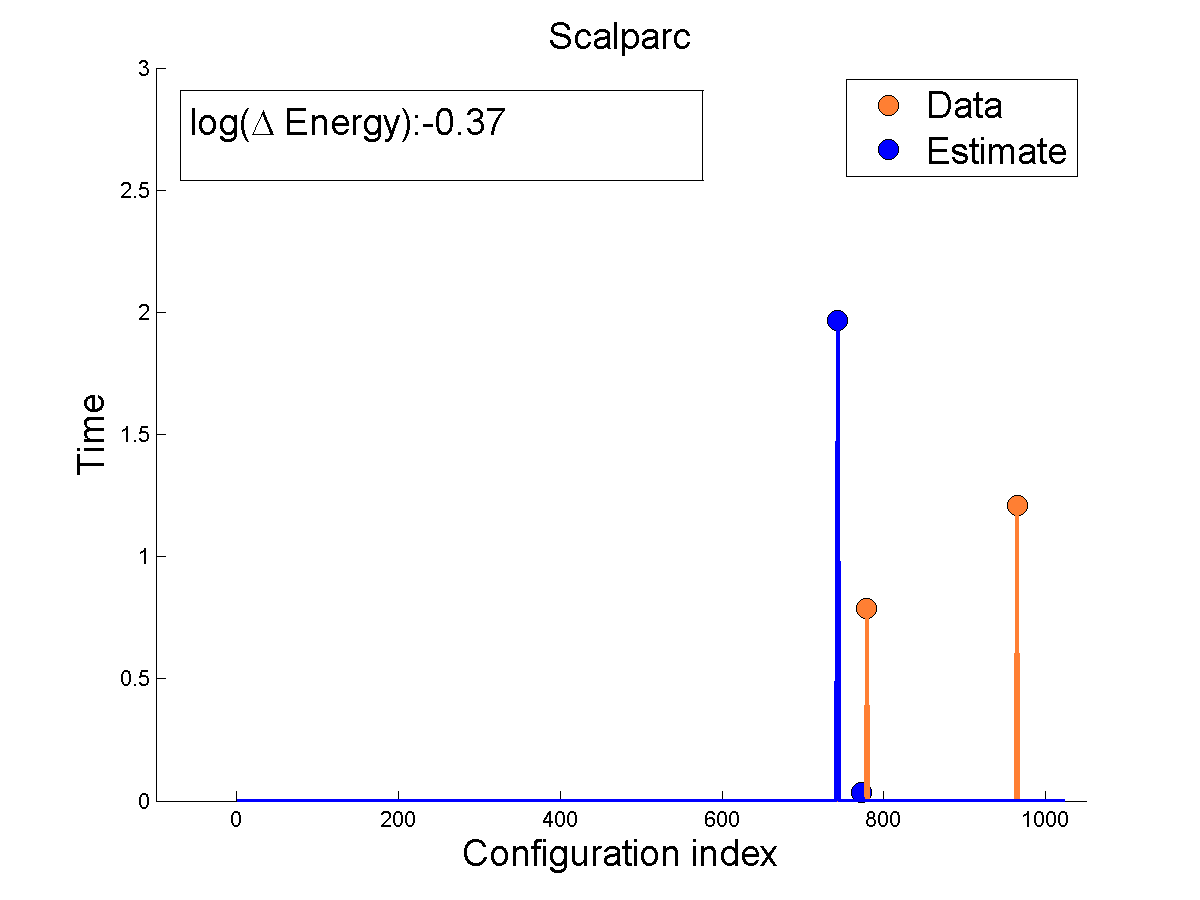 Scalparc
log(Δ Energy):-0.37
Data
Estimate
3
2.5
2
1.5
1
0.5
0
Time
0 200 400 600 800 1000
Configuration index